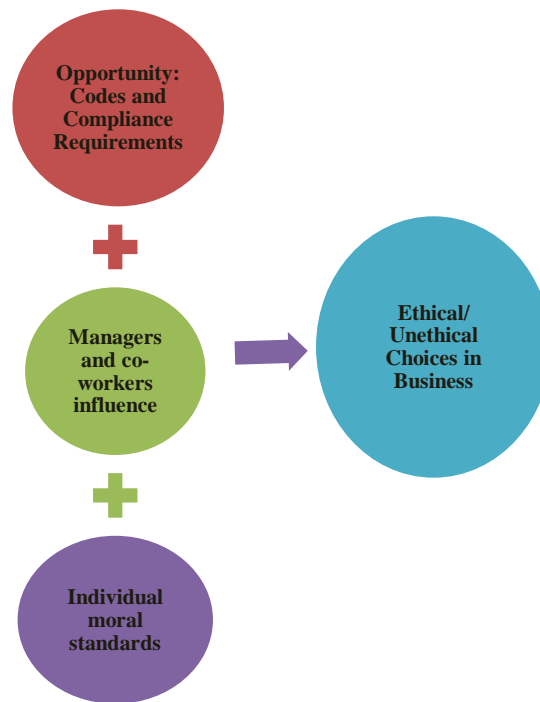 Opportunity:
Codes and
Compliance
Requirements
Managers
and co-
workers
influence
Ethical/
Unethical
Choices in
Business
Individual
moral
standards